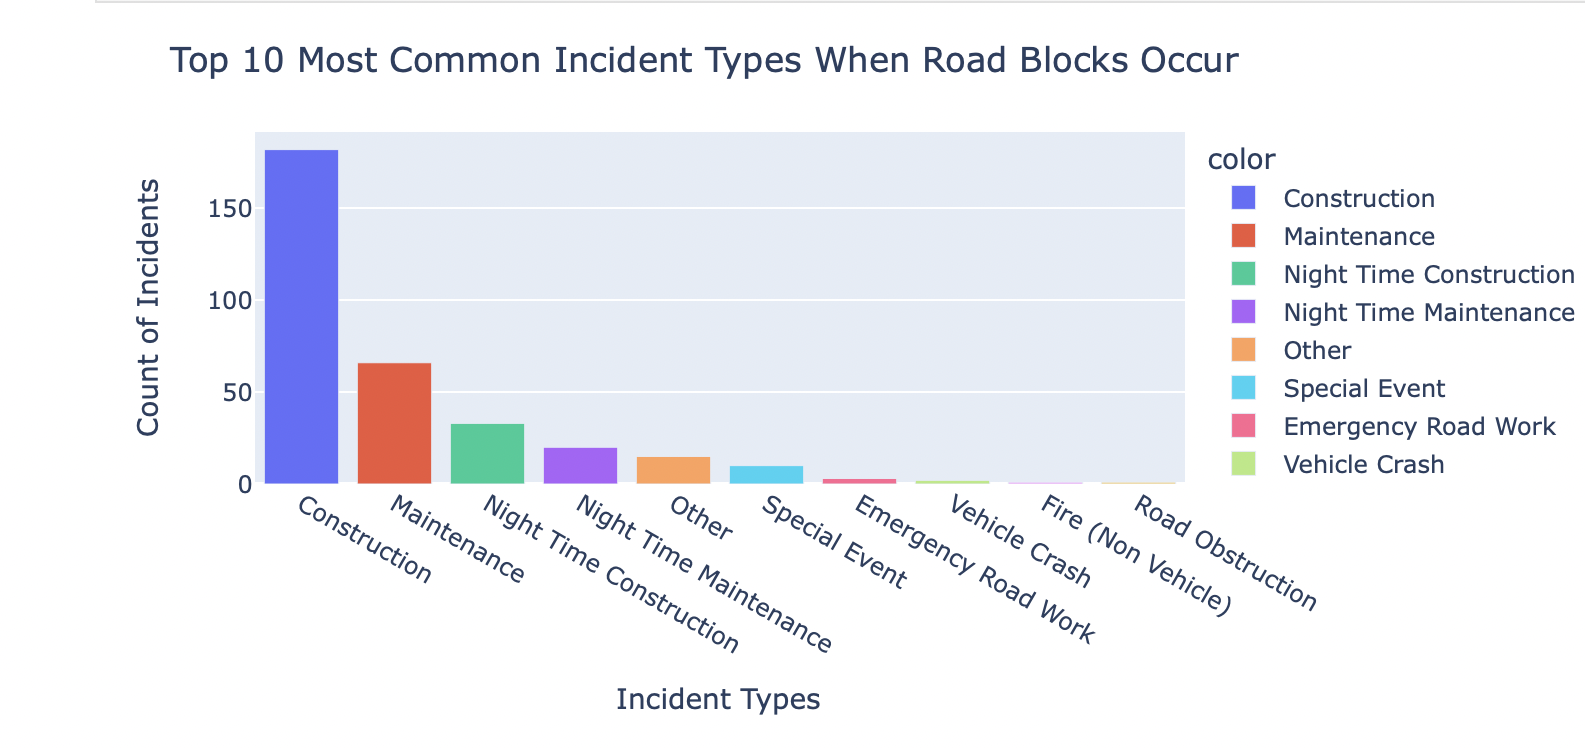 Top 10 Most Common Incident Types When Road Blocks Occur
Count of Incidents
150
100
50
0
Construction
Maintenance
Night Time Construction
Night Time Maintenance
Other
Special Event
Emergency Road Work
Vehicle Crash
Fire (Non Vehicle)
Road Obstruction
Incident Types
color
Construction
Maintenance
Night Time Construction
Night Time Maintenance
Other
Special Event
Emergency Road Work
Vehicle Crash